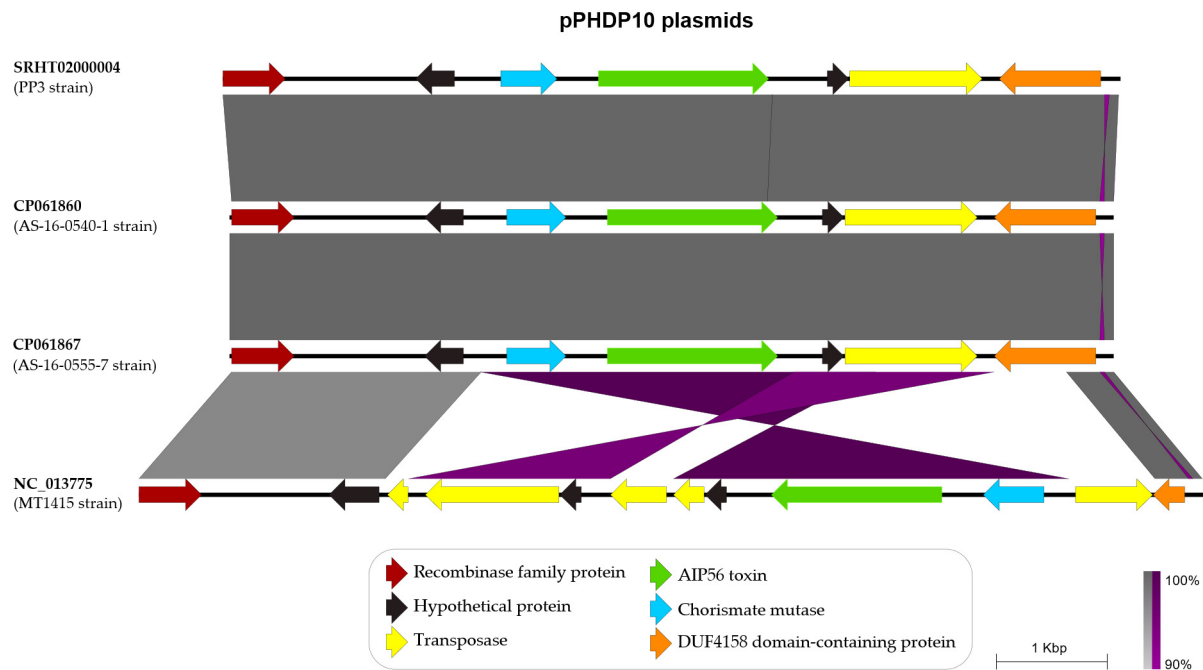 pPHDP10 plasmids
SRHT02000004
(PP3 strain)
CP061860
(AS-16-0540-1 strain)
CP061867
(AS-16-0555-7 strain)
NC_013775
(MT1415 strain)
Recombinase family protein
Hypothetical protein
Transposase
AIP56 toxin
Chorismate mutase
DUF4158 domain-containing protein
1 Kbp
100%
90%